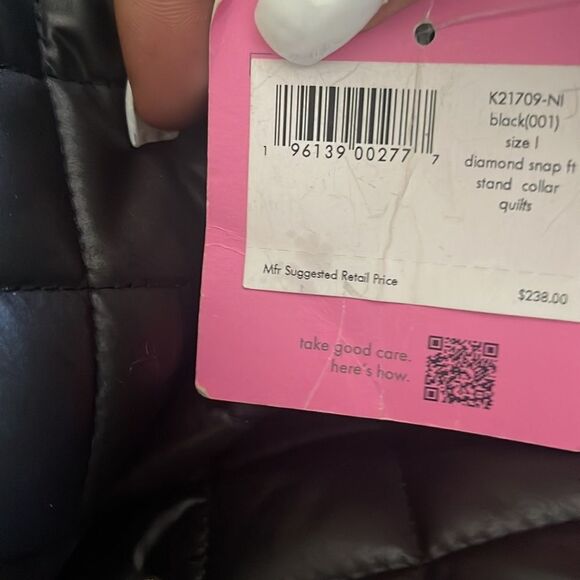 K21709-NI
black(001)
size l
diamond snap ft
stand collar
quilts
1 96139 00277 7
Mfr Suggested Retail Price
$238.00
take good care.
here's how.